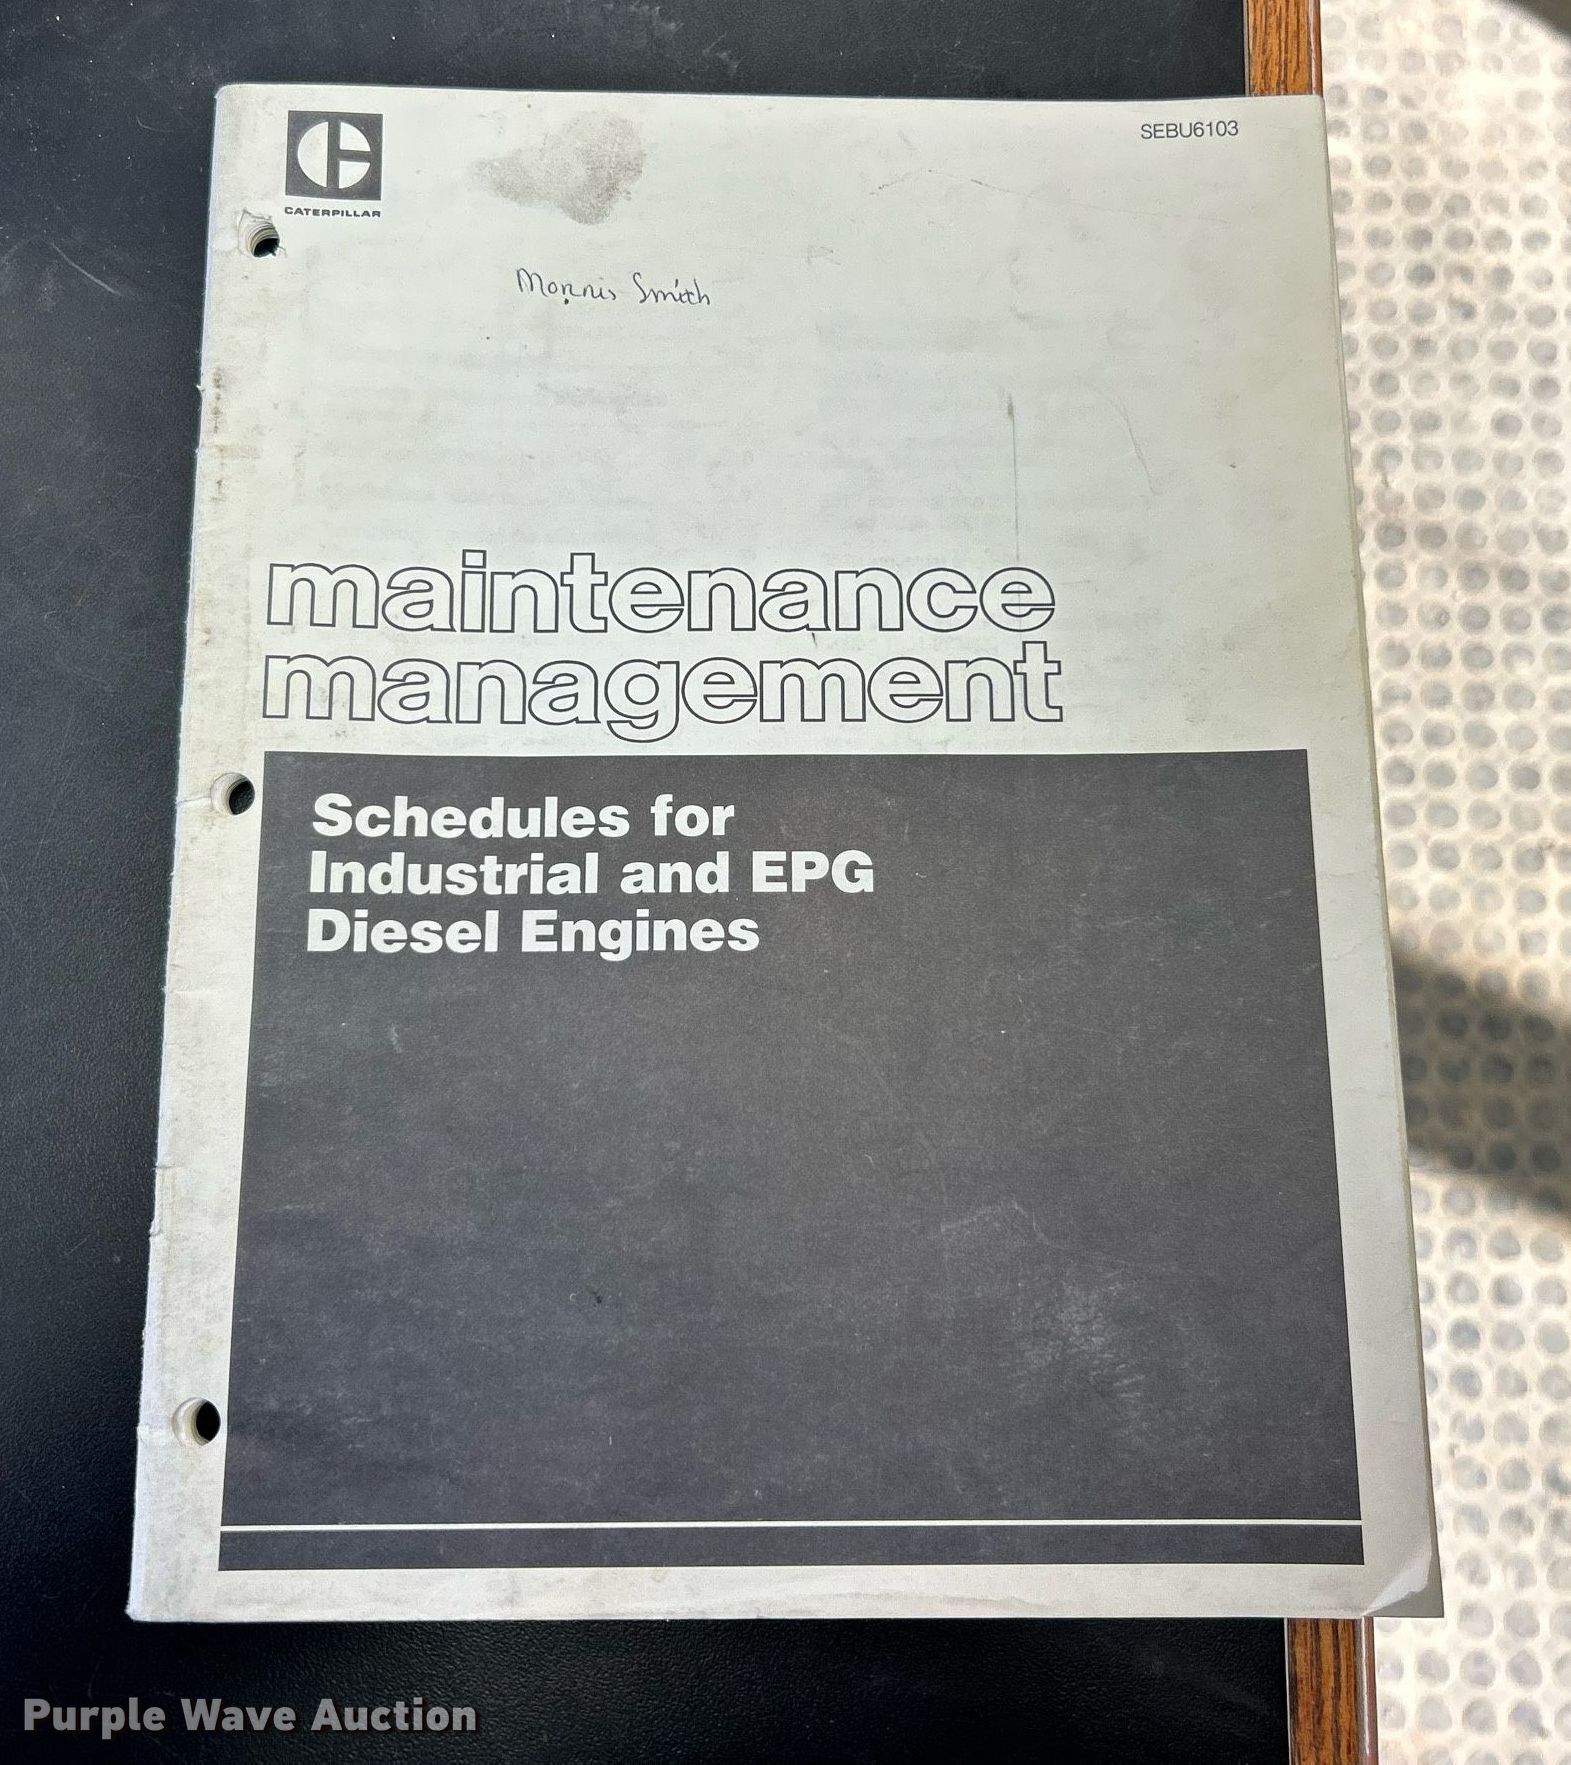 SEBU6103
CATERPILLAR
Morris Smith
maintenance
management
Schedules for
Industrial and EPG
Diesel Engines
Purple Wave Auction